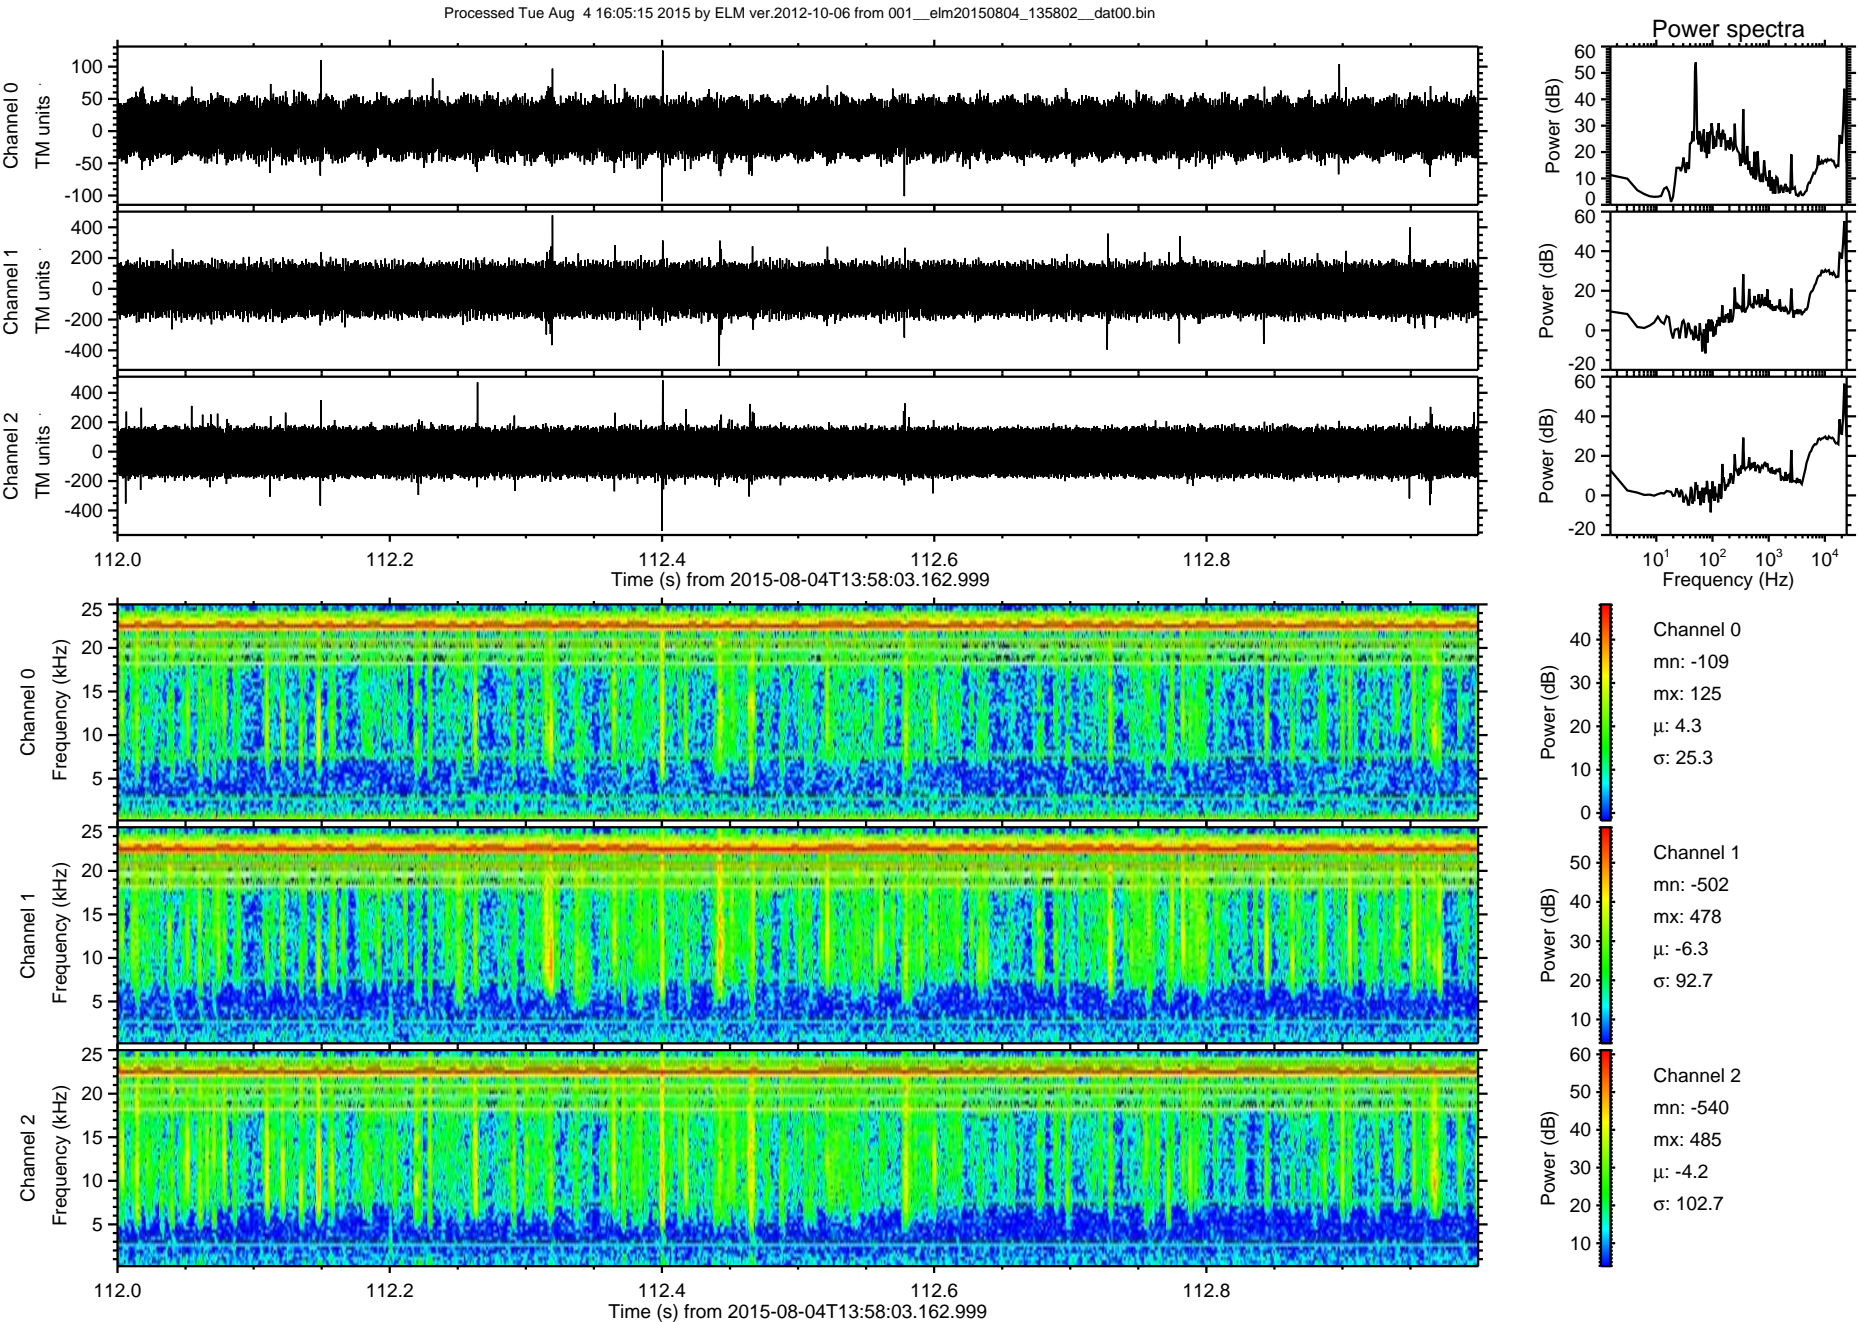 Processed Tue Aug  4 16:05:15 2015 by ELM ver.2012-10-06 from 001__elm20150804_135802__dat00.bin
Power spectra
Channel 0
TM units
100
50
0
-50
-100
Power (dB)
60
50
40
30
20
10
0
Channel 1
TM units
400
200
0
-200
-400
Power (dB)
60
40
20
0
-20
Channel 2
TM units
400
200
0
-200
-400
Power (dB)
60
40
20
0
-20
112.0 112.2 112.4 112.6 112.8
Time (s) from 2015-08-04T13:58:03.162.999
10¹ 10² 10³ 10⁴
Frequency (Hz)
Channel 0
Frequency (kHz)
25
20
15
10
5
Power (dB)
40
30
20
10
0
Channel 0
mn: -109
mx: 125
μ: 4.3
σ: 25.3
Channel 1
Frequency (kHz)
25
20
15
10
5
Power (dB)
50
40
30
20
10
Channel 1
mn: -502
mx: 478
μ: -6.3
σ: 92.7
Channel 2
Frequency (kHz)
25
20
15
10
5
Power (dB)
60
50
40
30
20
10
Channel 2
mn: -540
mx: 485
μ: -4.2
σ: 102.7
112.0 112.2 112.4 112.6 112.8
Time (s) from 2015-08-04T13:58:03.162.999